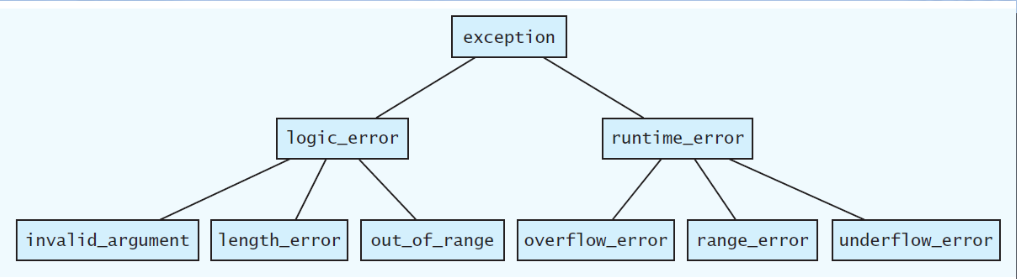 exception
logic_error
runtime_error
invalid_argument
length_error
out_of_range
overflow_error
range_error
underflow_error